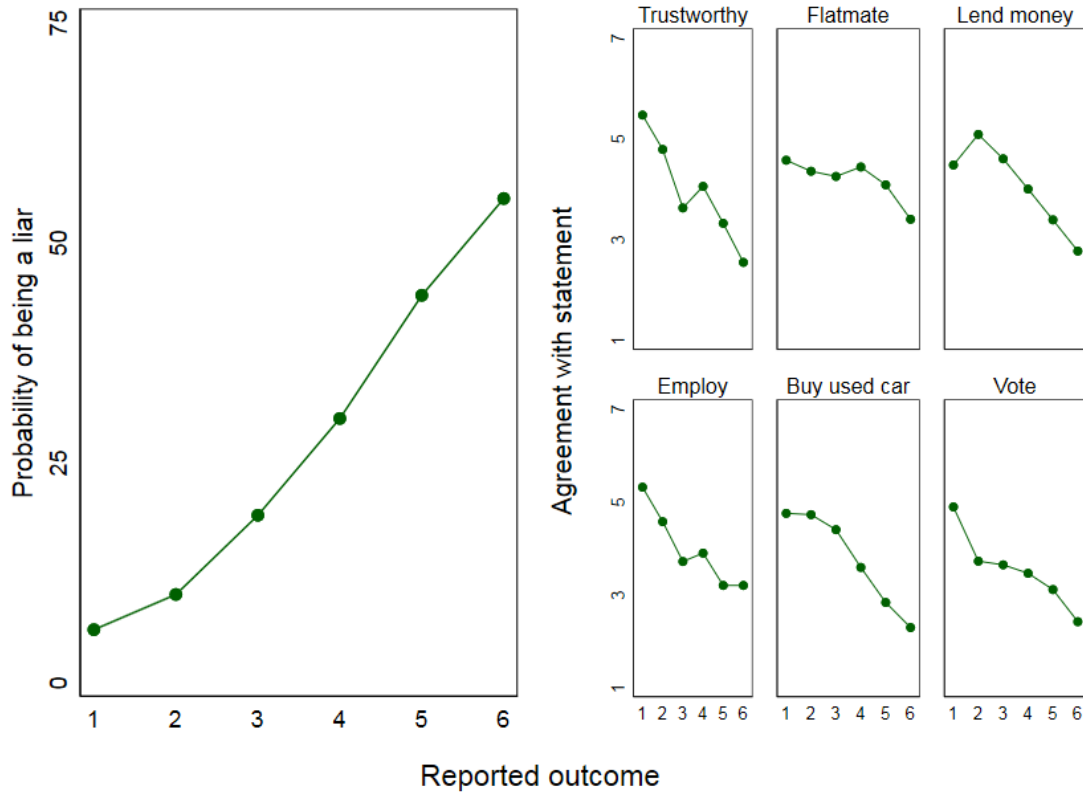 Probability of being a liar
75
50
25
0
1 2 3 4 5 6
Agreement with statement
Trustworthy Flatmate Lend money
7
5
3
1
Employ Buy used car Vote
7
5
3
1
1 2 3 4 5 6 1 2 3 4 5 6 1 2 3 4 5 6
Reported outcome